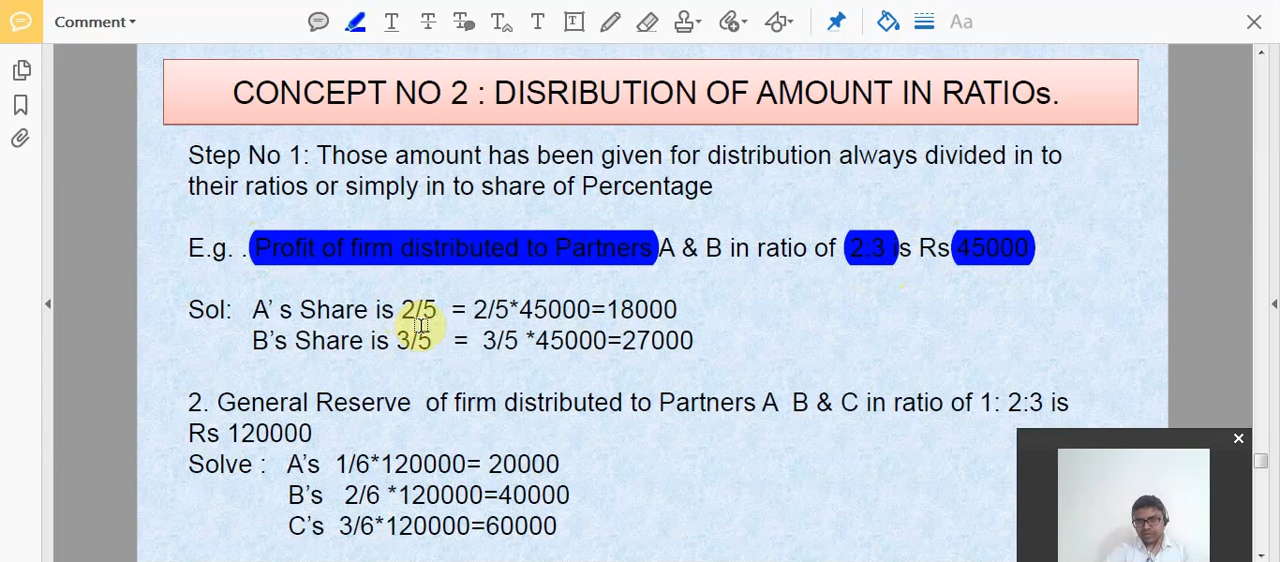 Comment
T T T T T T Aa
CONCEPT NO 2 : DISRIBUTION OF AMOUNT IN RATIOs.
Step No 1: Those amount has been given for distribution always divided in to
their ratios or simply in to share of Percentage
E.g. . Profit of firm distributed to Partners A & B in ratio of 2:3 is Rs 45000
Sol: A' s Share is 2/5 = 2/5*45000=18000
B's Share is 3/5 = 3/5 *45000=27000
2. General Reserve of firm distributed to Partners A B & C in ratio of 1: 2:3 is
Rs 120000
Solve : A's 1/6*120000= 20000
B's 2/6 *120000=40000
C's 3/6*120000=60000